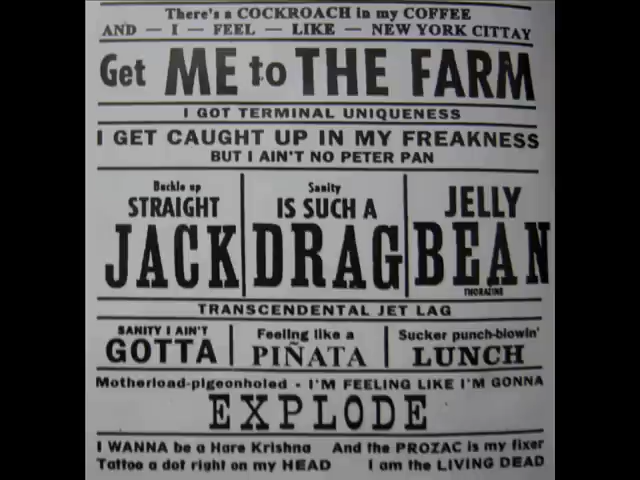 There's a COCKROACH in my COFFEE
AND — I — FEEL — LIKE — NEW YORK CITTAY
Get ME to THE FARM
I GOT TERMINAL UNIQUENESS
I GET CAUGHT UP IN MY FREAKNESS
BUT I AIN'T NO PETER PAN
Buckle up
STRAIGHT
JACK
Sanity
IS SUCH A
DRAG
JELLY
BEAN
THORAZINE
TRANSCENDENTAL JET LAG
SANITY I AIN'T
GOTTA
Feeling like a
PIÑATA
Sucker punch-blowin'
LUNCH
Motherload-pigeonholed - I'M FEELING LIKE I'M GONNA
EXPLODE
I WANNA be a Hare Krishna And the PROZAC is my fixer
Tattoo a dot right on my HEAD I am the LIVING DEAD